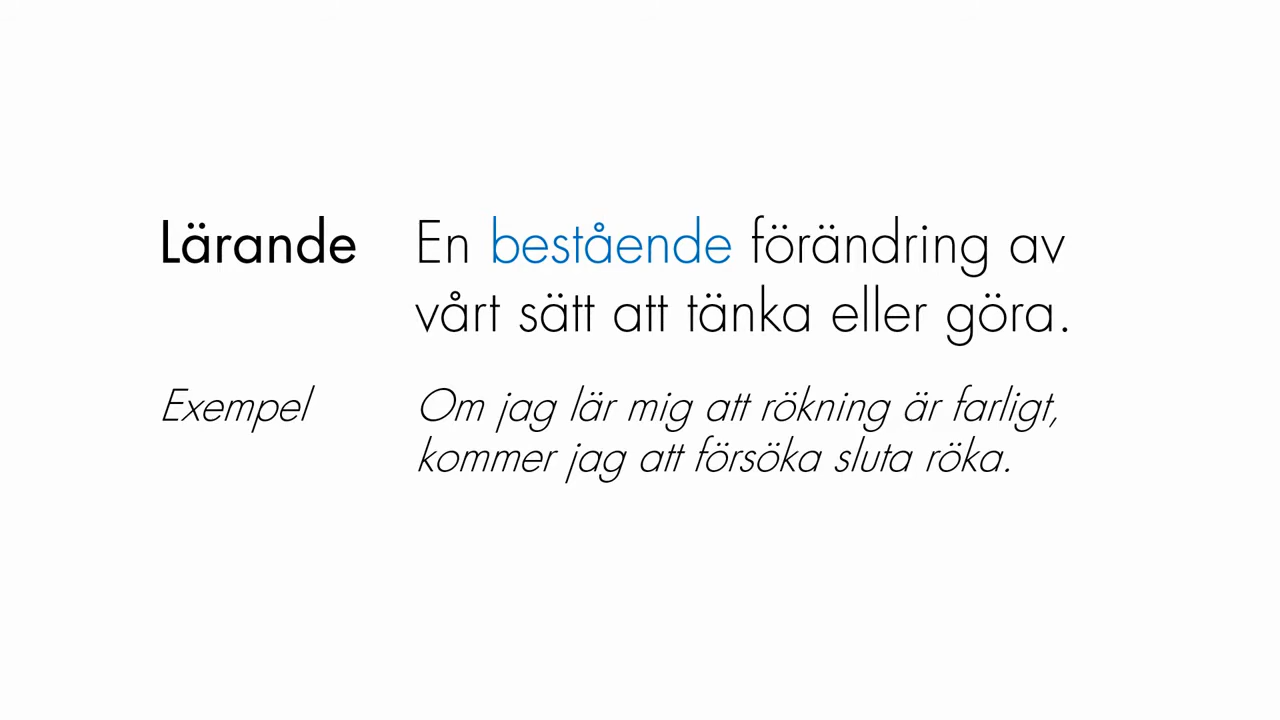 Lärande En bestående förändring av
vårt sätt att tänka eller göra.
Exempel Om jag lär mig att rökning är farligt,
kommer jag att försöka sluta röka.